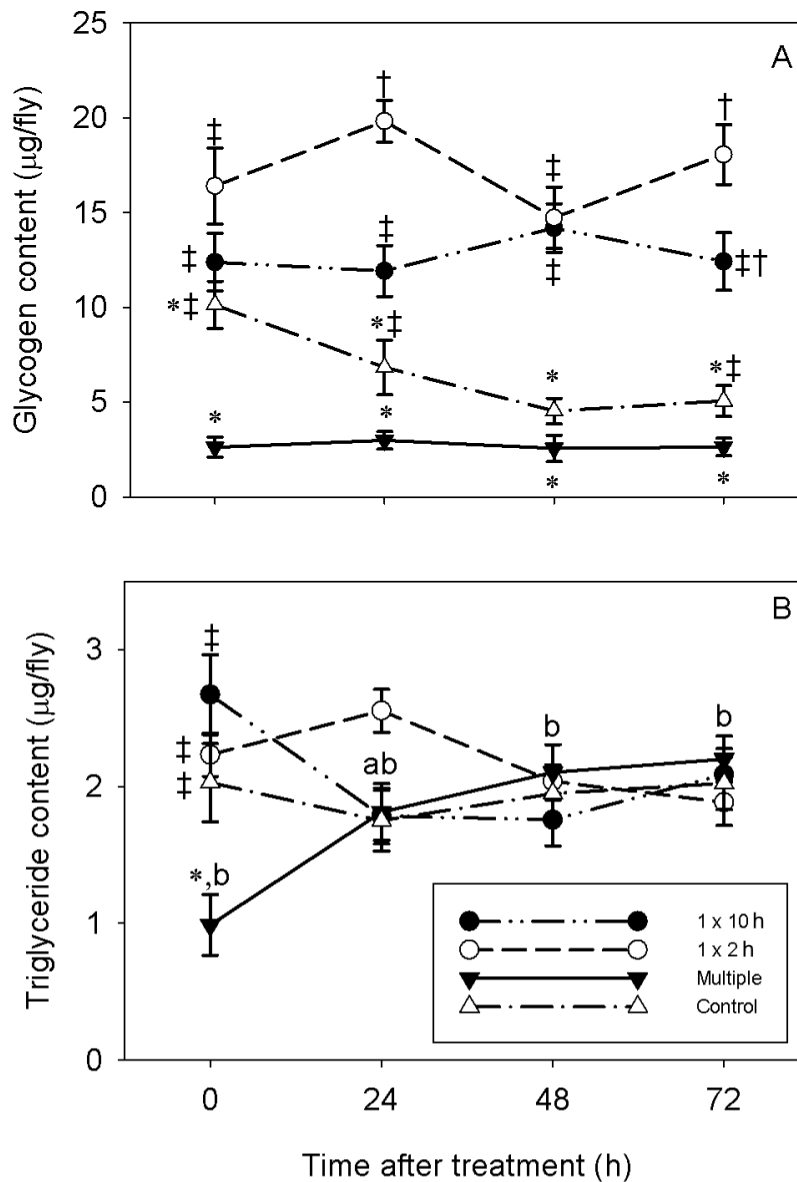 25
A
†
†
‡
20
‡
‡
15
‡
‡†
‡
*‡
10
*‡
*‡
*
5
*
*
*
*
0
Glycogen content (μg/fly)
B
‡
3
b
b
‡
ab
‡
2
*,b
1
0
Triglyceride content (μg/fly)
1 x 10 h
1 x 2 h
Multiple
Control
0 24 48 72
Time after treatment (h)